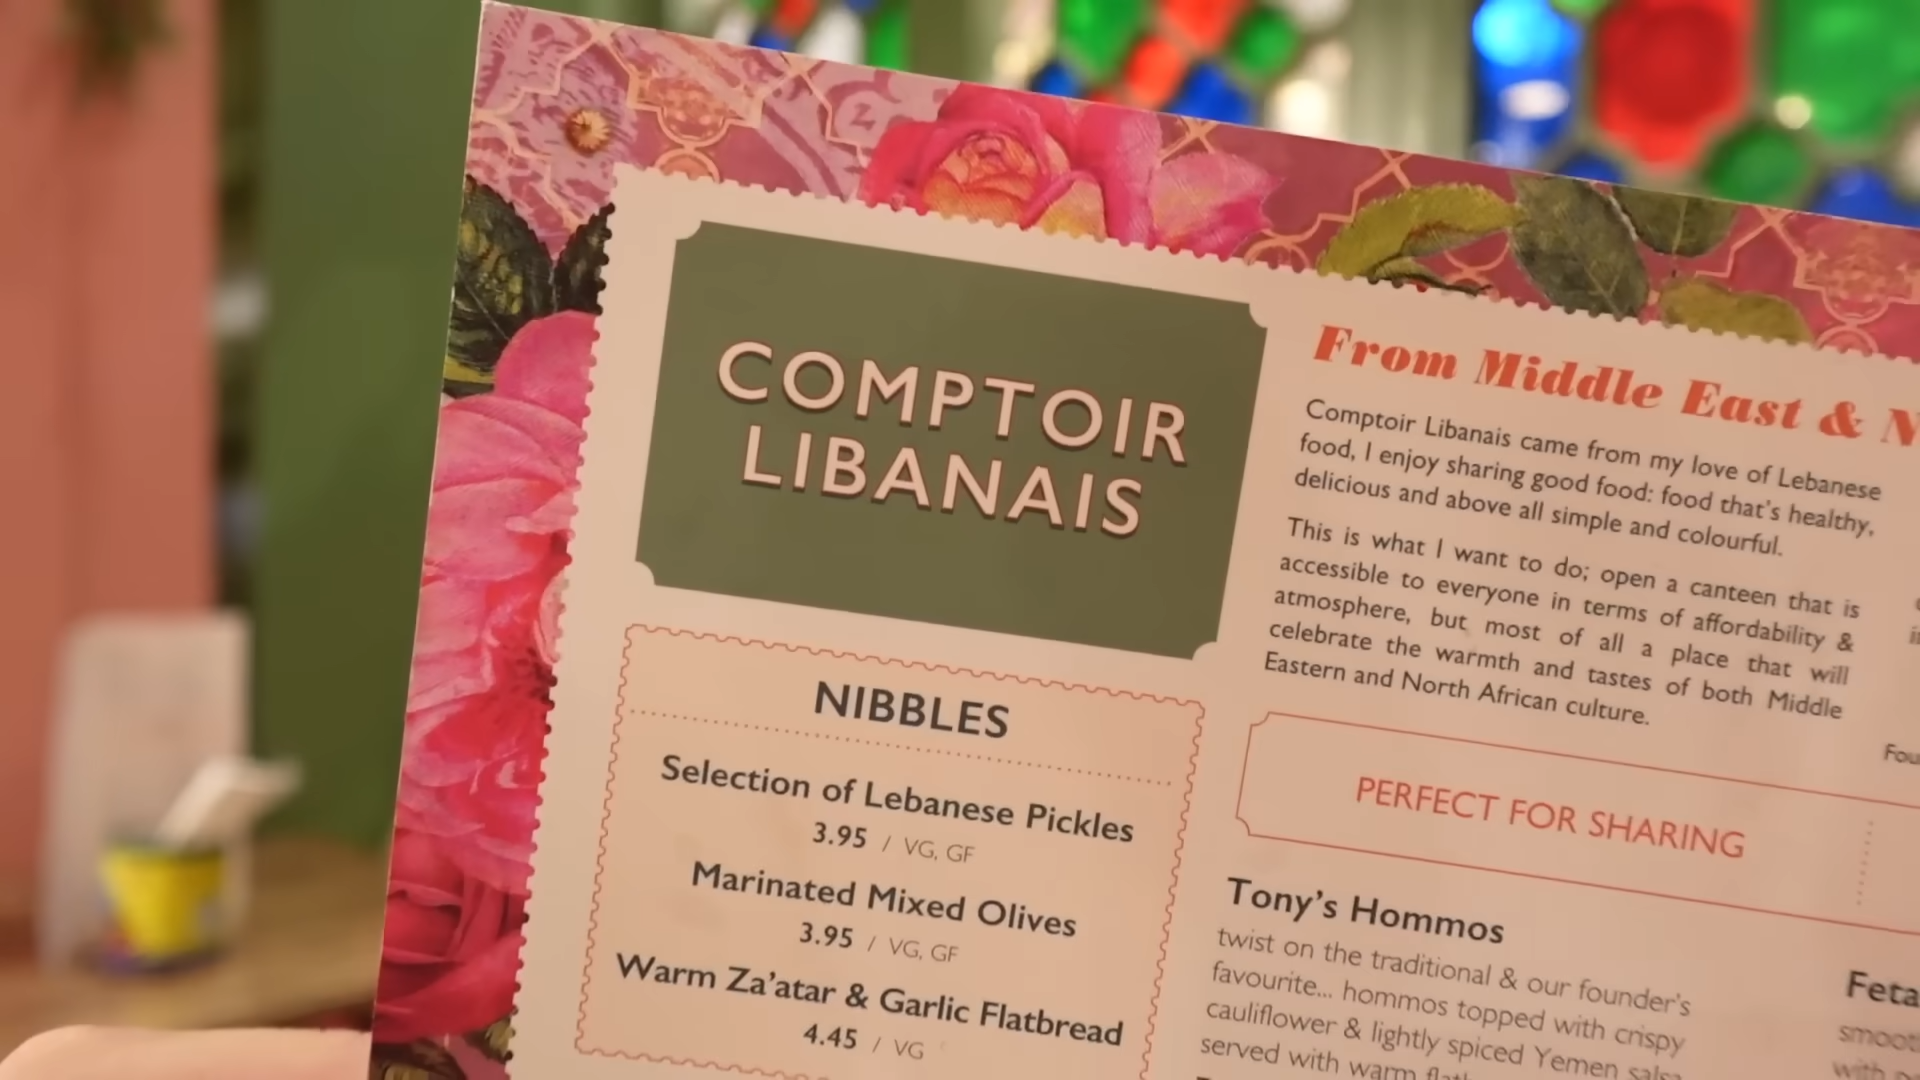 COMPTOIR
LIBANAIS
NIBBLES
Selection of Lebanese Pickles
3.95 / VG, GF
Marinated Mixed Olives
3.95 / VG, GF
Warm Za'atar & Garlic Flatbread
4.45 / VG
From Middle East & N
Comptoir Libanais came from my love of Lebanese
food, I enjoy sharing good food: food that's healthy,
delicious and above all simple and colourful.
This is what I want to do; open a canteen that is
accessible to everyone in terms of affordability &
atmosphere, but most of all a place that will
celebrate the warmth and tastes of both Middle
Eastern and North African culture.
Fou
PERFECT FOR SHARING
Tony's Hommos
twist on the traditional & our founder's
favourite... hommos topped with crispy
cauliflower & lightly spiced Yemen salsa
served with warm
Feta
smoot